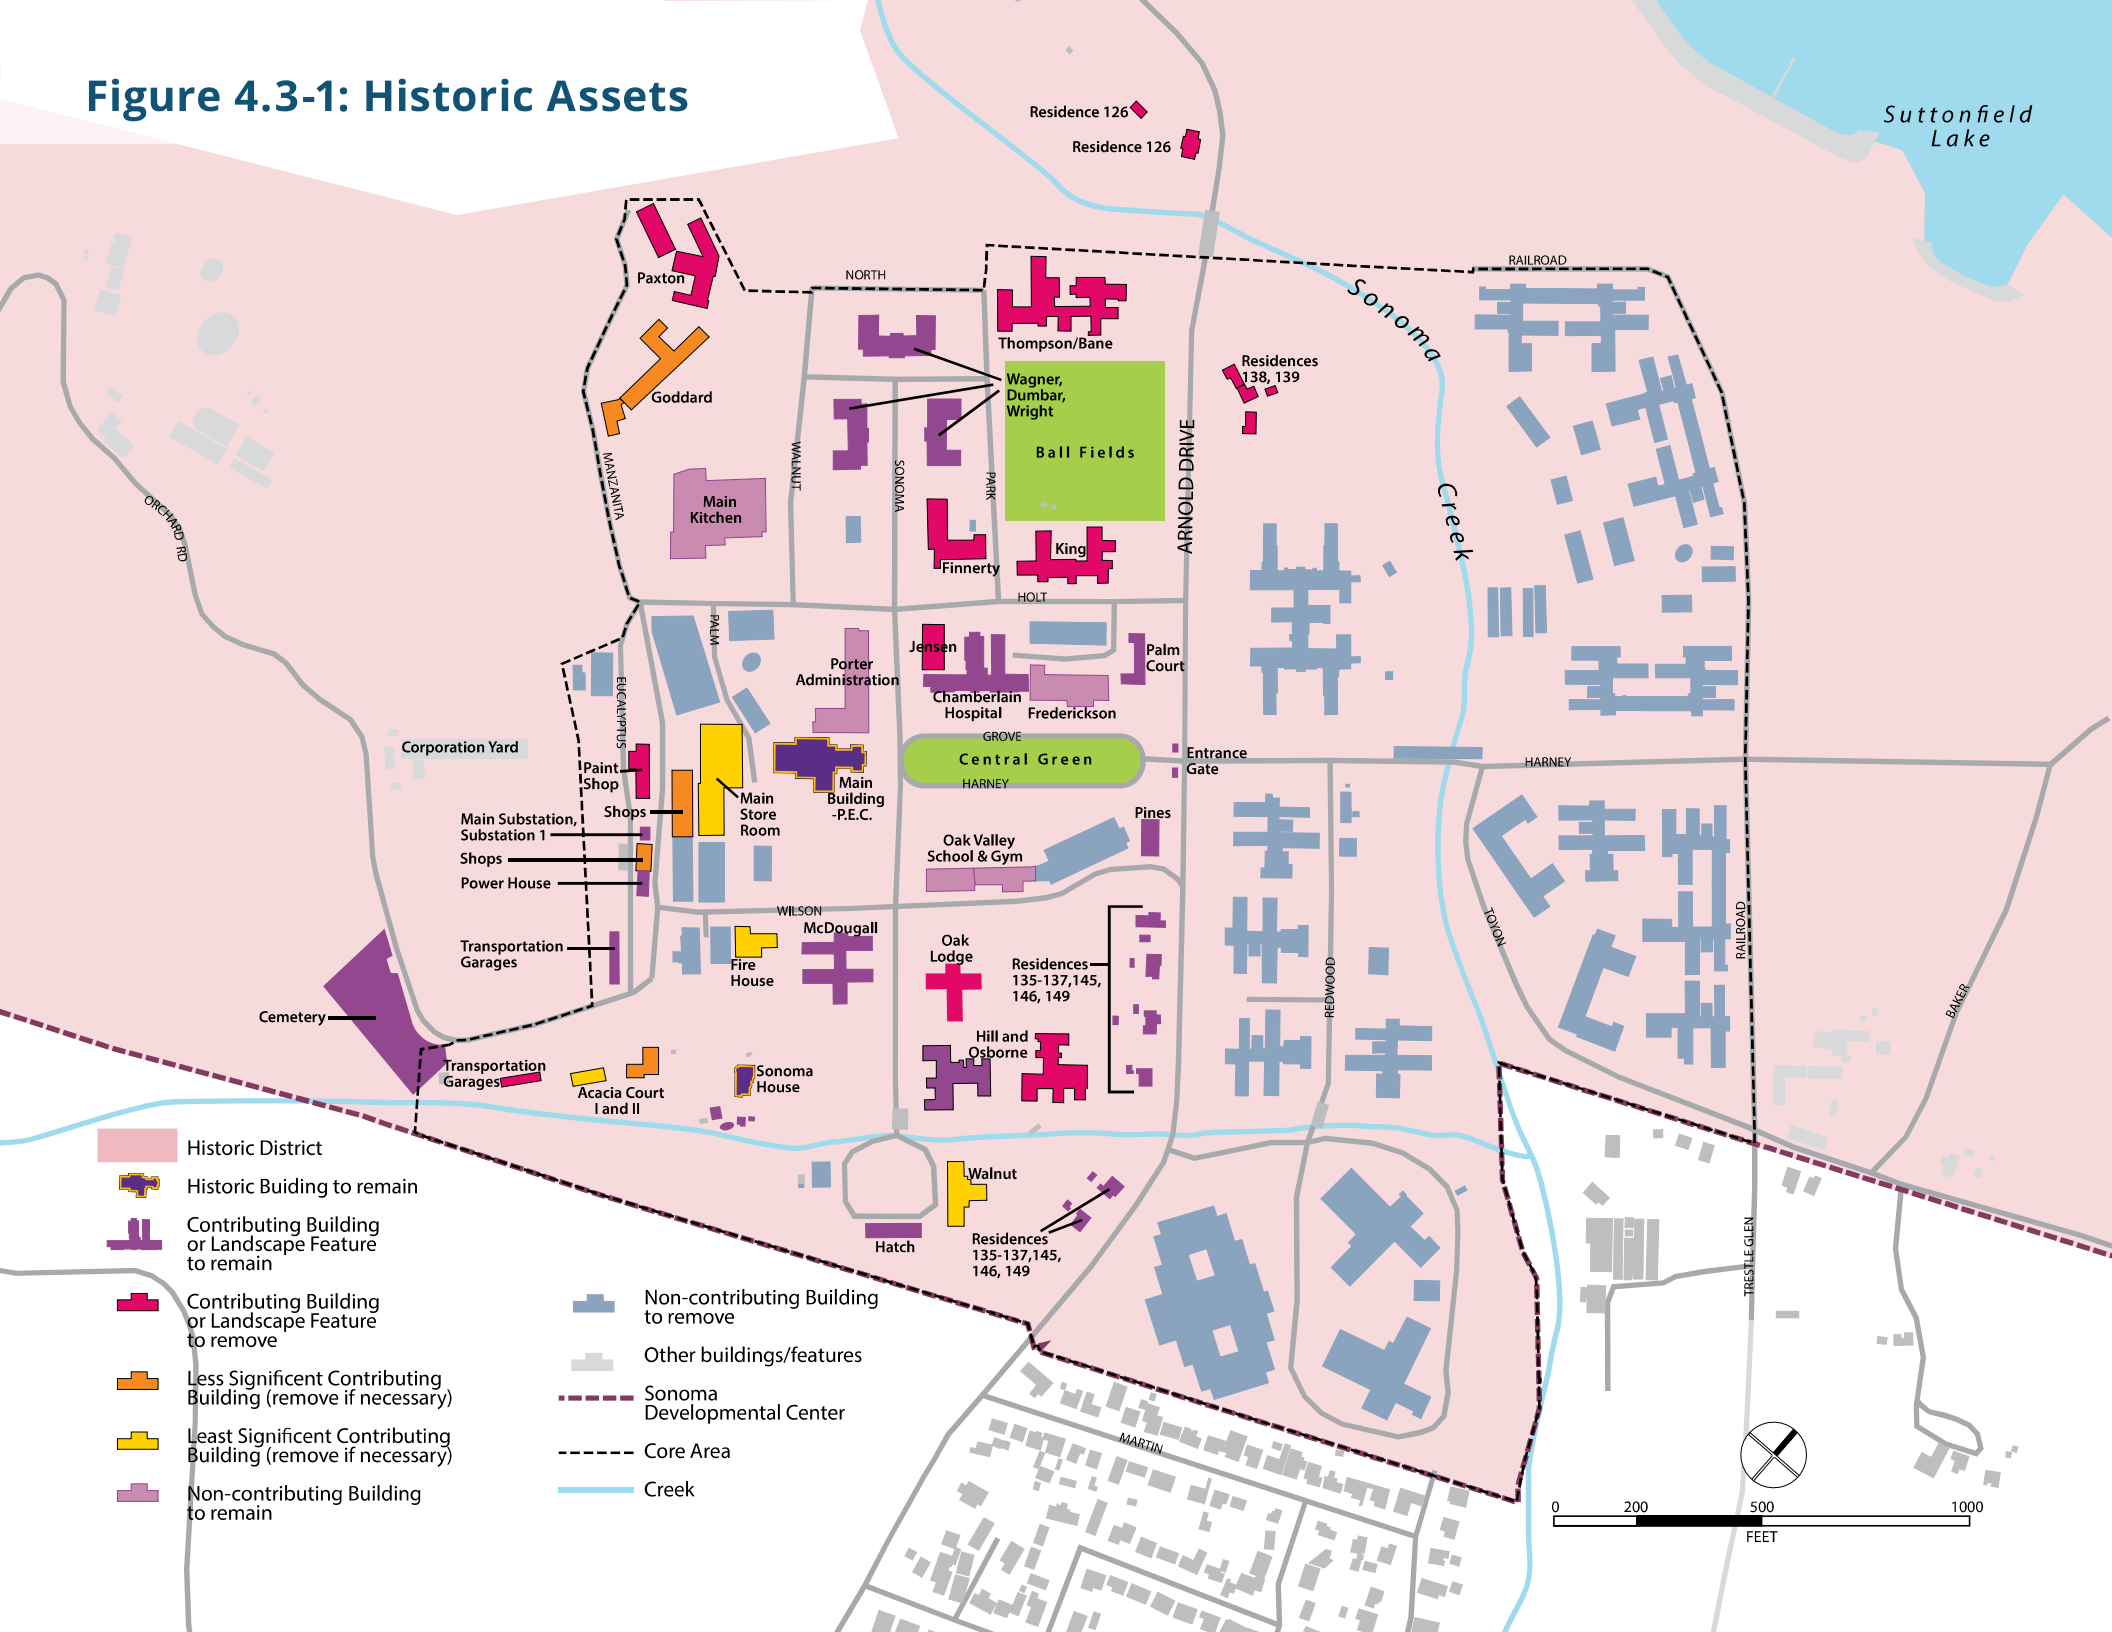 Figure 4.3-1: Historic Assets
Suttonfield
Lake
Residence 126
Residence 126
Paxton
NORTH
RAILROAD
Sonoma
Creek
Thompson/Bane
Goddard
Wagner,
Dumbar,
Wright
Residences
138, 139
Ball Fields
ARNOLD DRIVE
MANZANITA
WALNUT
SONOMA
PARK
ORCHARD RD
Main
Kitchen
Finnerty
King
HOLT
PALM
EUCALYPTUS
Jensen
Porter
Administration
Palm
Court
Chamberlain
Hospital
Frederickson
GROVE
Central Green
HARNEY
Entrance
Gate
HARNEY
Corporation Yard
Paint
Shop
Main
Building
-P.E.C.
Main
Store
Room
Shops
Main Substation,
Substation 1
Shops
Power House
Pines
Oak Valley
School & Gym
WILSON
McDougall
Transportation
Garages
Fire
House
Oak
Lodge
Residences
135-137,145,
146, 149
REDWOOD
TOYON
RAILROAD
BAKER
Cemetery
Hill and
Osborne
Transportation
Garages
Acacia Court
I and II
Sonoma
House
Walnut
Hatch
Residences
135-137,145,
146, 149
TRESTLE GLEN
MARTIN
Historic District
Historic Buiding to remain
Contributing Building
or Landscape Feature
to remain
Contributing Building
or Landscape Feature
to remove
Less Significant Contributing
Building (remove if necessary)
Least Significant Contributing
Building (remove if necessary)
Non-contributing Building
to remain
Non-contributing Building
to remove
Other buildings/features
Sonoma
Developmental Center
Core Area
Creek
0 200 500 1000
FEET